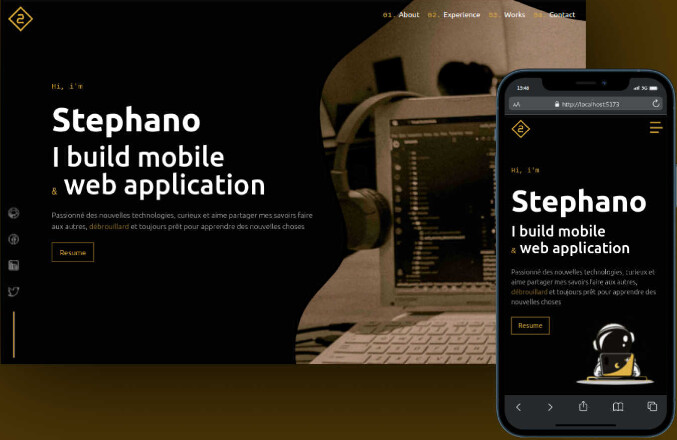 01. About 02. Experience 03. Works Contact
Hi, i'm
Stephano
I build mobile
& web application
Passionné des nouvelles technologies, curieux et aime partager mes savoirs faire
aux autres, débrouillard et toujours prêt pour apprendre des nouvelles choses
Resume
15:40 5G
AA http://localhost:5173
Hi, i'm
Stephano
I build mobile
& web application
Passionné des nouvelles technologies, curieux et
aime partager mes savoirs faire aux autres,
débrouillard et toujours prêt pour apprendre des
nouvelles choses
Resume